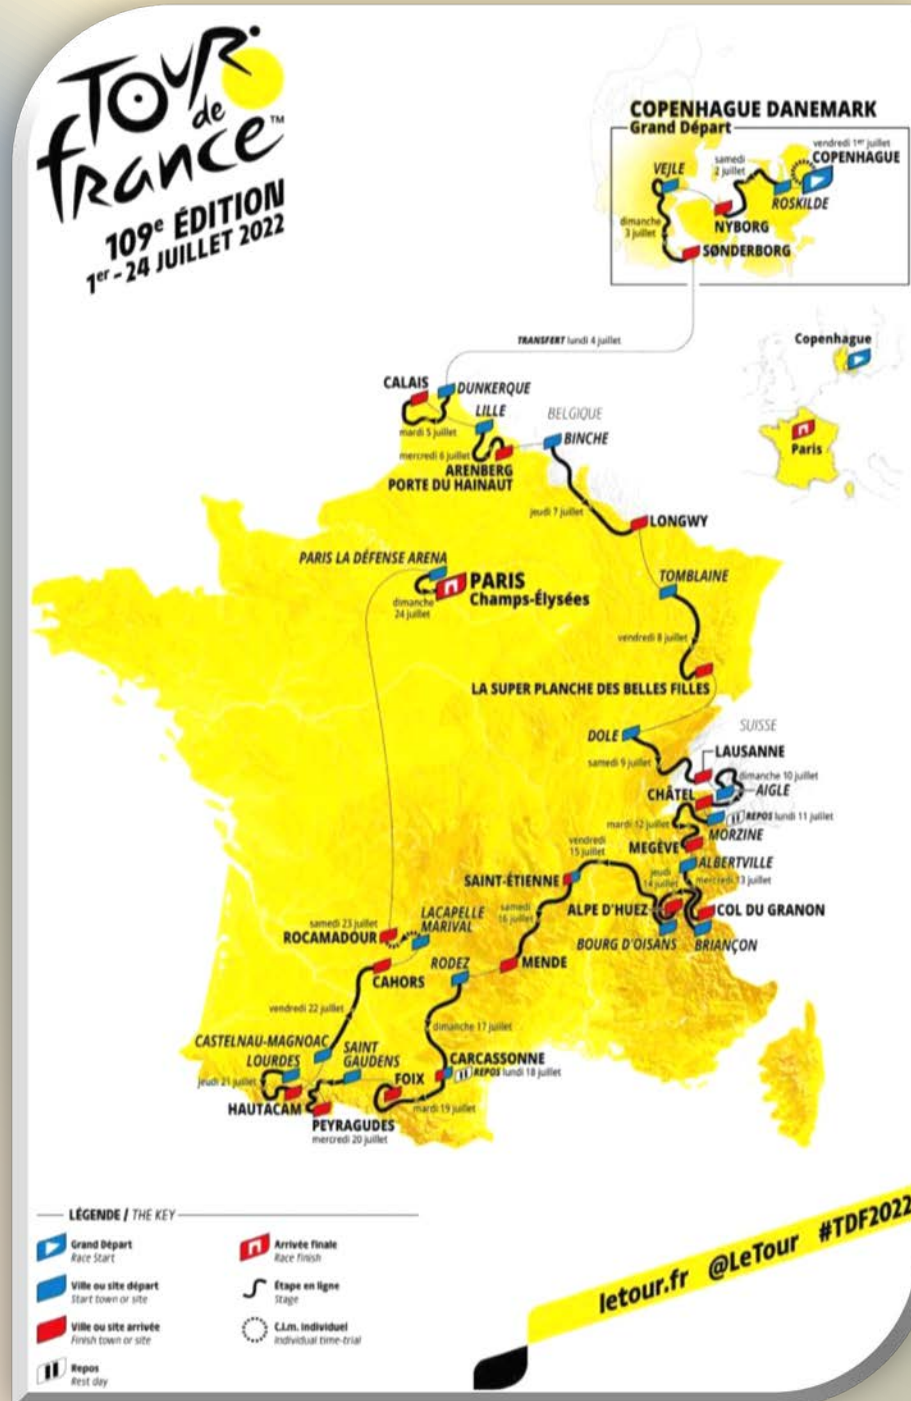 TOUR
de
FRANCE™
109e ÉDITION
1er - 24 JUILLET 2022
COPENHAGUE DANEMARK
Grand Départ
vendredi 1er juillet
COPENHAGUE
samedi
2 juillet
VEJLE
ROSKILDE
NYBORG
dimanche
3 juillet
SØNDERBORG
TRANSFERT lundi 4 juillet
Copenhague
Paris
CALAIS
DUNKERQUE
mardi 5 juillet
LILLE
BELGIQUE
BINCHE
mercredi 6 juillet
ARENBERG
PORTE DU HAINAUT
jeudi 7 juillet
LONGWY
PARIS LA DÉFENSE ARENA
PARIS
Champs-Élysées
dimanche
24 juillet
TOMBLAINE
vendredi 8 juillet
LA SUPER PLANCHE DES BELLES FILLES
DOLE
SUISSE
samedi 9 juillet
LAUSANNE
dimanche 10 juillet
AIGLE
CHÂTEL
REPOS lundi 11 juillet
mardi 12 juillet
MORZINE
MEGÈVE
vendredi
15 juillet
ALBERTVILLE
jeudi
14 juillet
mercredi 13 juillet
SAINT-ÉTIENNE
samedi
16 juillet
ALPE D'HUEZ
COL DU GRANON
BOURG D'OISANS
BRIANÇON
samedi 23 juillet
ROCAMADOUR
LACAPELLE
MARIVAL
CAHORS
RODEZ
MENDE
vendredi 22 juillet
dimanche 17 juillet
CASTELNAU-MAGNOAC
LOURDES
SAINT
GAUDENS
CARCASSONNE
REPOS lundi 18 juillet
jeudi 21 juillet
FOIX
HAUTACAM
mardi 19 juillet
PEYRAGUDES
mercredi 20 juillet
LÉGENDE / THE KEY
Grand Départ
Race Start
Ville ou site départ
Start town or site
Ville ou site arrivée
Finish town or site
Repos
Rest day
Arrivée finale
Race finish
Étape en ligne
Stage
C.l.m. individuel
Individual time-trial
letour.fr @LeTour #TDF2022